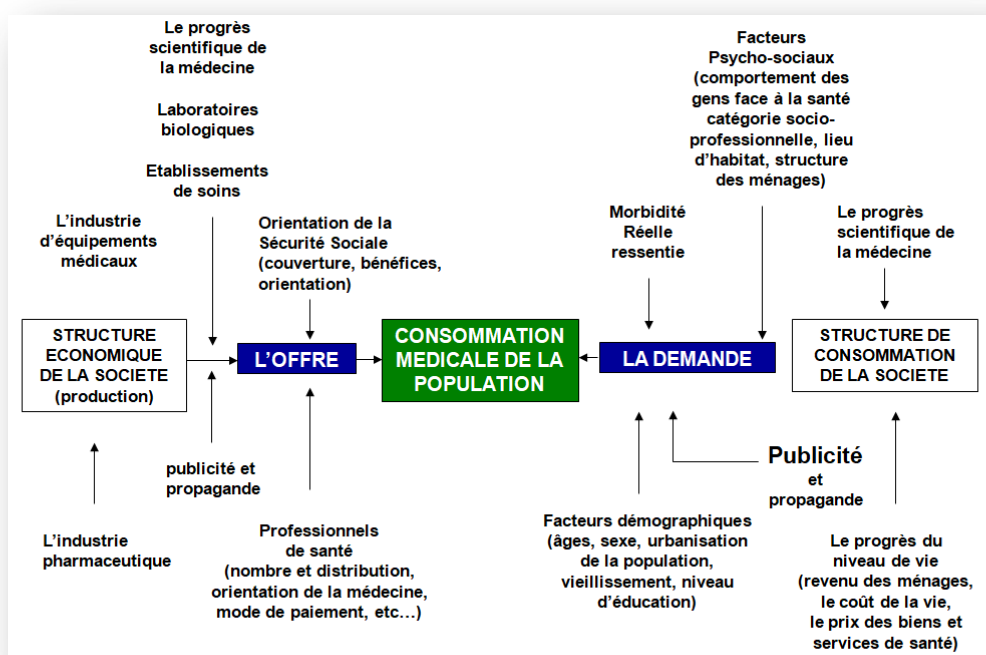 Le progrès
scientifique de
la médecine
Laboratoires
biologiques
Etablissements
de soins
L'industrie
d'équipements
médicaux
Orientation de la
Sécurité Sociale
(couverture, bénéfices,
orientation)
Facteurs
Psycho-sociaux
(comportement des
gens face à la santé
catégorie socio-
professionnelle, lieu
d'habitat, structure
des ménages)
Morbidité
Réelle
ressentie
Le progrès
scientifique de
la médecine
STRUCTURE
ECONOMIQUE
DE LA SOCIETE
(production)
L'OFFRE
CONSOMMATION
MEDICALE DE LA
POPULATION
LA DEMANDE
STRUCTURE DE
CONSOMMATION
DE LA SOCIETE
publicité et
propagande
L'industrie
pharmaceutique
Professionnels
de santé
(nombre et distribution,
orientation de la médecine,
mode de paiement, etc…)
Facteurs démographiques
(âges, sexe, urbanisation
de la population,
vieillissement, niveau
d'éducation)
Publicité
et
propagande
Le progrès du
niveau de vie
(revenu des ménages,
le coût de la vie,
le prix des biens et
services de santé)